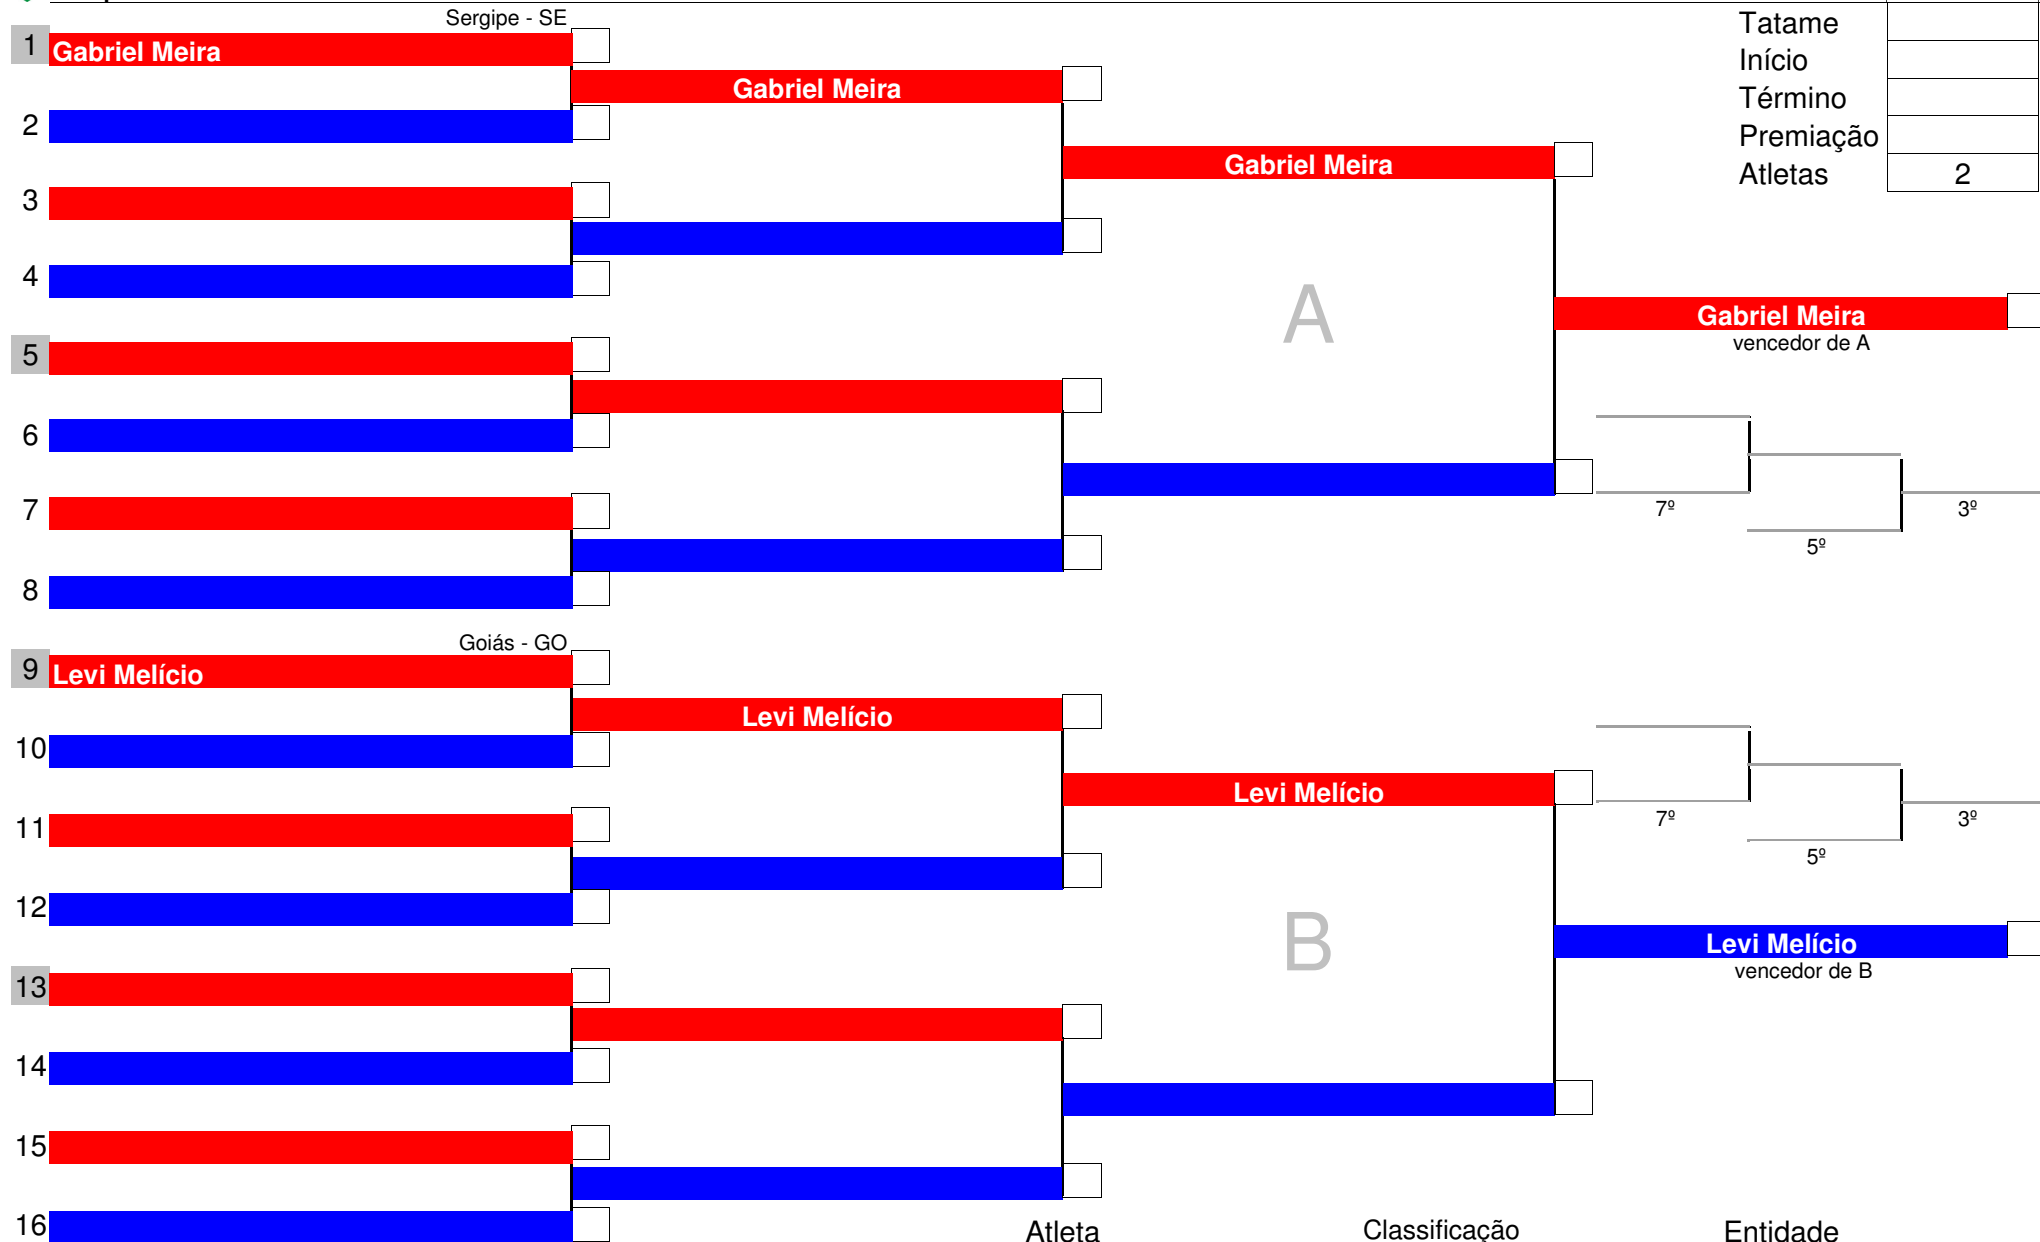 Sergipe - SE
1 Gabriel Meira
Gabriel Meira
2
Gabriel Meira
3
4
A
Gabriel Meira
vencedor de A
5
6
7
7º
3º
5º
8
Tatame
Início
Término
Premiação
Atletas 2
Goiás - GO
9 Levi Melício
Levi Melício
10
Levi Melício
11
7º
3º
5º
12
B
Levi Melício
vencedor de B
13
14
15
16
Atleta Classificação Entidade